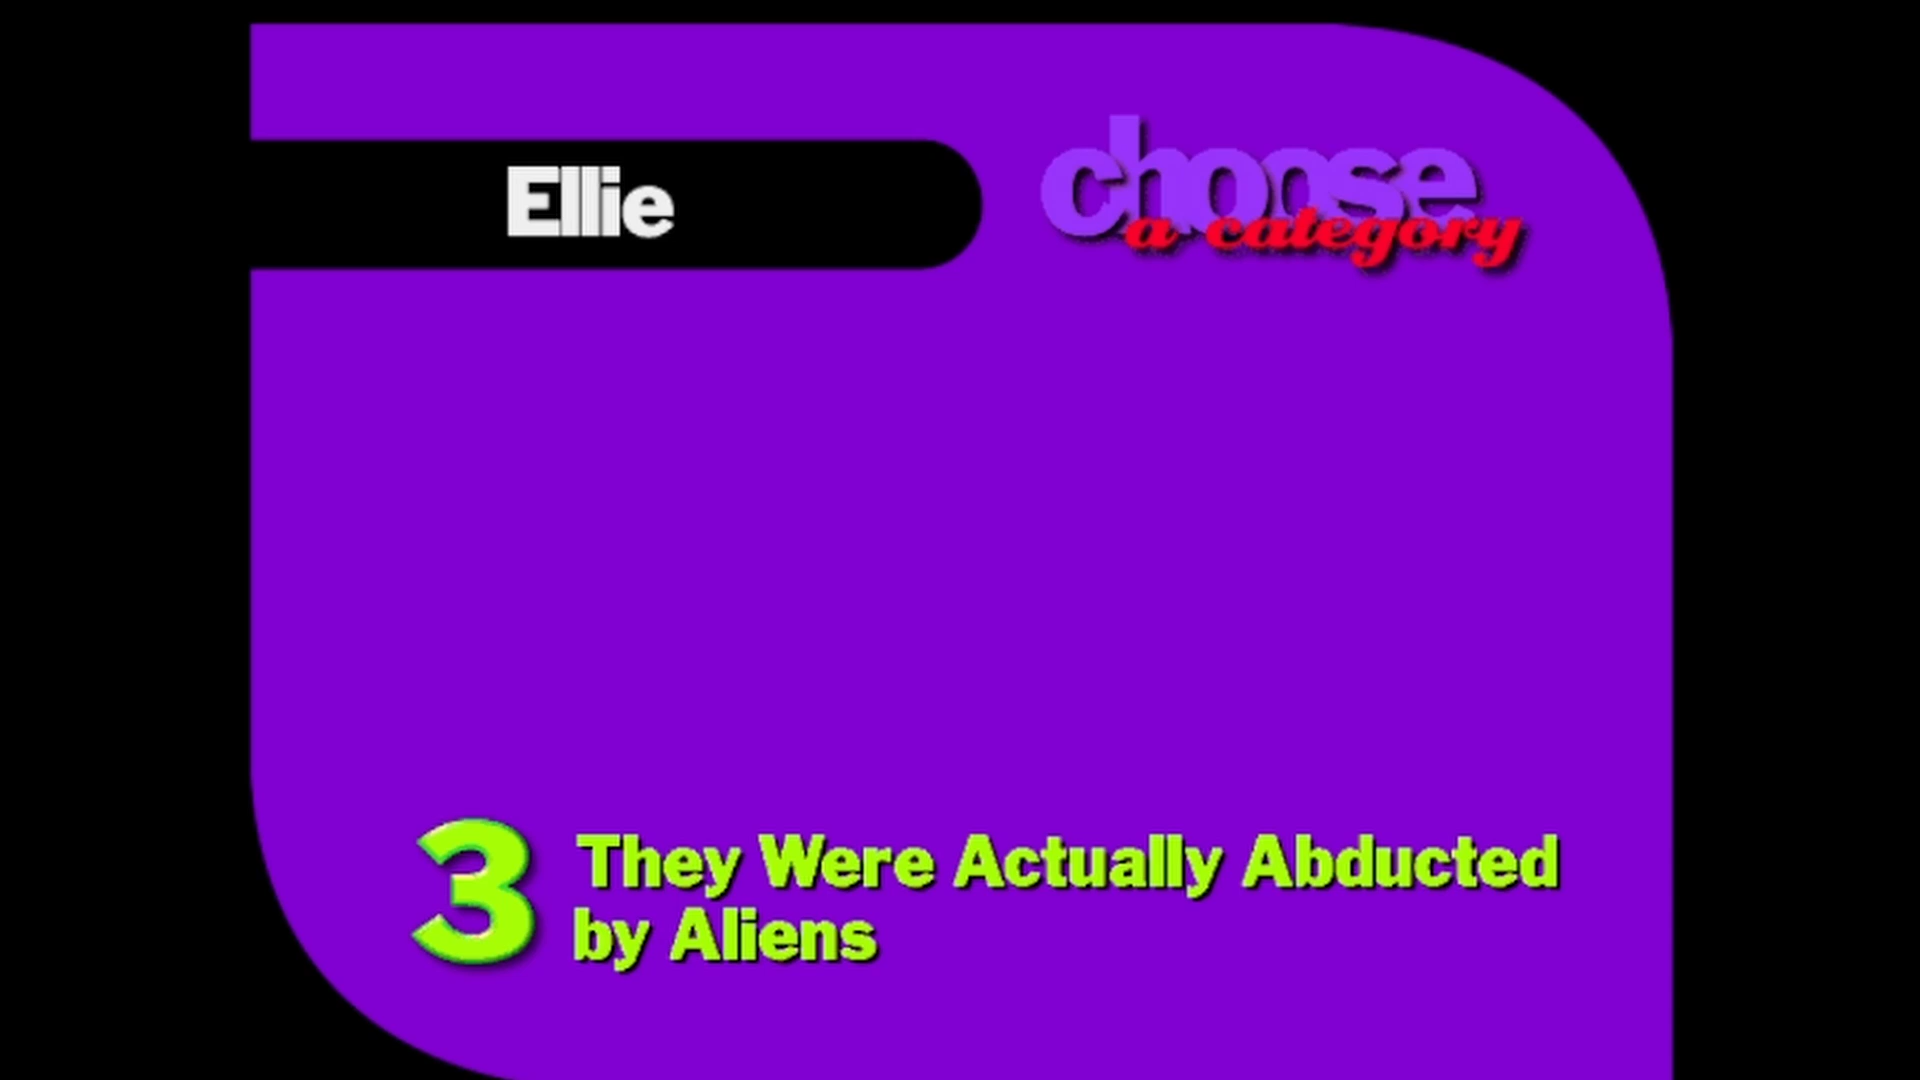 Ellie
choose
a category
3 They Were Actually Abducted
by Aliens